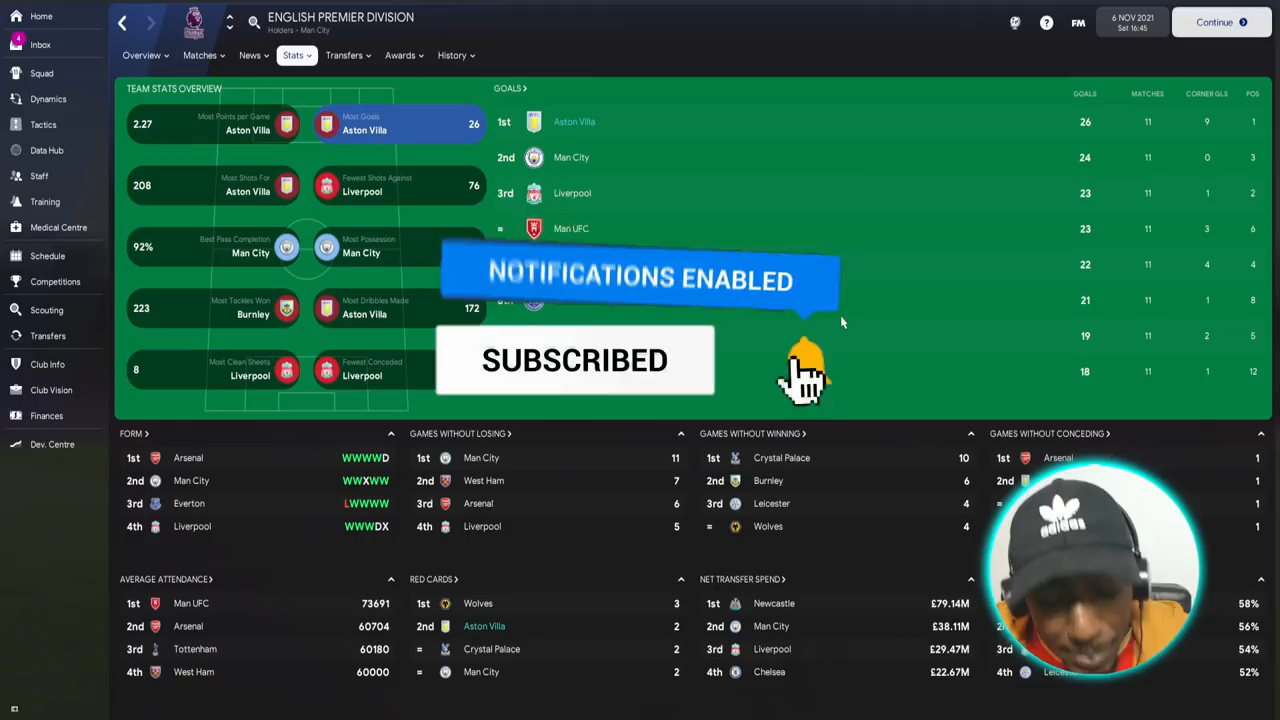 Home
4
Inbox
Squad
Dynamics
Tactics
Data Hub
Staff
Training
Medical Centre
Schedule
Competitions
Scouting
Transfers
Club Info
Club Vision
Finances
Dev. Centre
ENGLISH PREMIER DIVISION
Holders - Man City
FM
6 NOV 2021
Sat 16:45
Continue
Overview
Matches
News
Stats
Transfers
Awards
History
TEAM STATS OVERVIEW
2.27 Most Points per Game
Aston Villa
Most Goals
Aston Villa 26
208 Most Shots For
Aston Villa
Fewest Shots Against
Liverpool 76
92% Best Pass Completion
Man City
Most Possession
Man City
223 Most Tackles Won
Burnley
Most Dribbles Made
Aston Villa 172
8 Most Clean Sheets
Liverpool
Fewest Conceded
Liverpool
GOALS
GOALS MATCHES CORNER GLS POS
1st Aston Villa 26 11 9 1
2nd Man City 24 11 0 3
3rd Liverpool 23 11 1 2
= Man UFC 23 11 3 6
22 11 4 4
21 11 1 8
19 11 2 5
18 11 1 12
NOTIFICATIONS ENABLED
SUBSCRIBED
FORM
1st Arsenal WWWWD
2nd Man City WWXWW
3rd Everton LWWWW
4th Liverpool WWWDX
GAMES WITHOUT LOSING
1st Man City 11
2nd West Ham 7
3rd Arsenal 6
4th Liverpool 5
GAMES WITHOUT WINNING
1st Crystal Palace 10
2nd Burnley 6
3rd Leicester 4
= Wolves 4
GAMES WITHOUT CONCEDING
1st Arsenal 1
2nd 1
= 1
1
AVERAGE ATTENDANCE
1st Man UFC 73691
2nd Arsenal 60704
3rd Tottenham 60180
4th West Ham 60000
RED CARDS
1st Wolves 3
2nd Aston Villa 2
= Crystal Palace 2
= Man City 2
NET TRANSFER SPEND
1st Newcastle £79.14M
2nd Man City £38.11M
3rd Liverpool £29.47M
4th Chelsea £22.67M
1st 58%
56%
3rd 54%
4th 52%
adidas